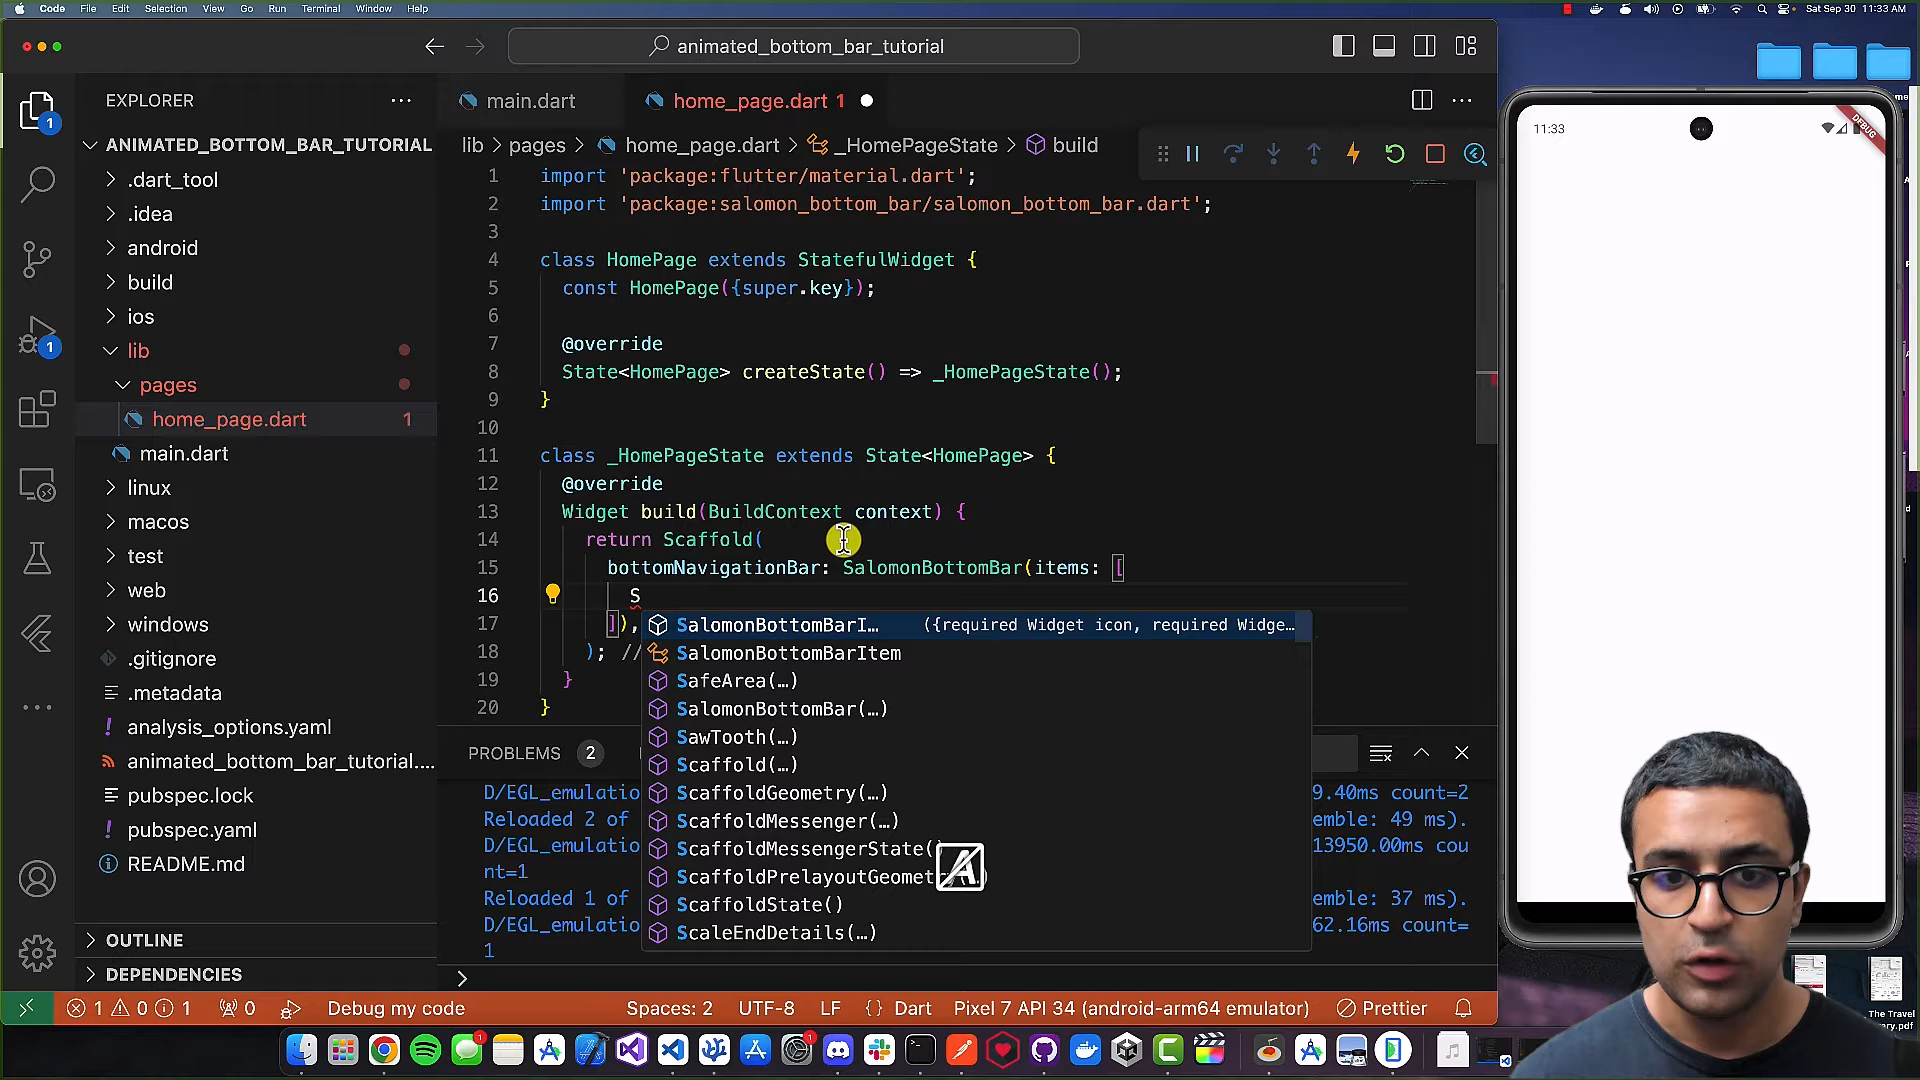 Code File Edit Selection View Go Run Terminal Window Help
Sat Sep 30 11:33 AM
animated_bottom_bar_tutorial
EXPLORER
ANIMATED_BOTTOM_BAR_TUTORIAL
.dart_tool
.idea
android
build
ios
lib
pages
home_page.dart 1
main.dart
linux
macos
test
web
windows
.gitignore
.metadata
analysis_options.yaml
animated_bottom_bar_tutorial....
pubspec.lock
pubspec.yaml
README.md
OUTLINE
DEPENDENCIES
1
1
main.dart
home_page.dart 1
lib > pages > home_page.dart > _HomePageState > build
1 import 'package:flutter/material.dart';
2 import 'package:salomon_bottom_bar/salomon_bottom_bar.dart';
3
4 class HomePage extends StatefulWidget {
5 const HomePage({super.key});
6
7 @override
8 State<HomePage> createState() => _HomePageState();
9 }
10
11 class _HomePageState extends State<HomePage> {
12 @override
13 Widget build(BuildContext context) {
14 return Scaffold(
15 bottomNavigationBar: SalomonBottomBar(items: [
16 S
17 ]),
18 ); //
19 }
20 }
SalomonBottomBarI… ({required Widget icon, required Widge…
SalomonBottomBarItem
SafeArea(…)
SalomonBottomBar(…)
SawTooth(…)
Scaffold(…)
ScaffoldGeometry(…)
ScaffoldMessenger(…)
ScaffoldMessengerState(
ScaffoldPrelayoutGeomet
ScaffoldState()
ScaleEndDetails(…)
PROBLEMS 2
D/EGL_emulatio 9.40ms count=2
Reloaded 2 of emble: 49 ms).
D/EGL_emulatio 13950.00ms cou
nt=1
Reloaded 1 of emble: 37 ms).
D/EGL_emulatio 62.16ms count=
1
>
1 0 1 0 Debug my code Spaces: 2 UTF-8 LF {} Dart Pixel 7 API 34 (android-arm64 emulator) Prettier
11:33
DEBUG
The Travel
.pdf